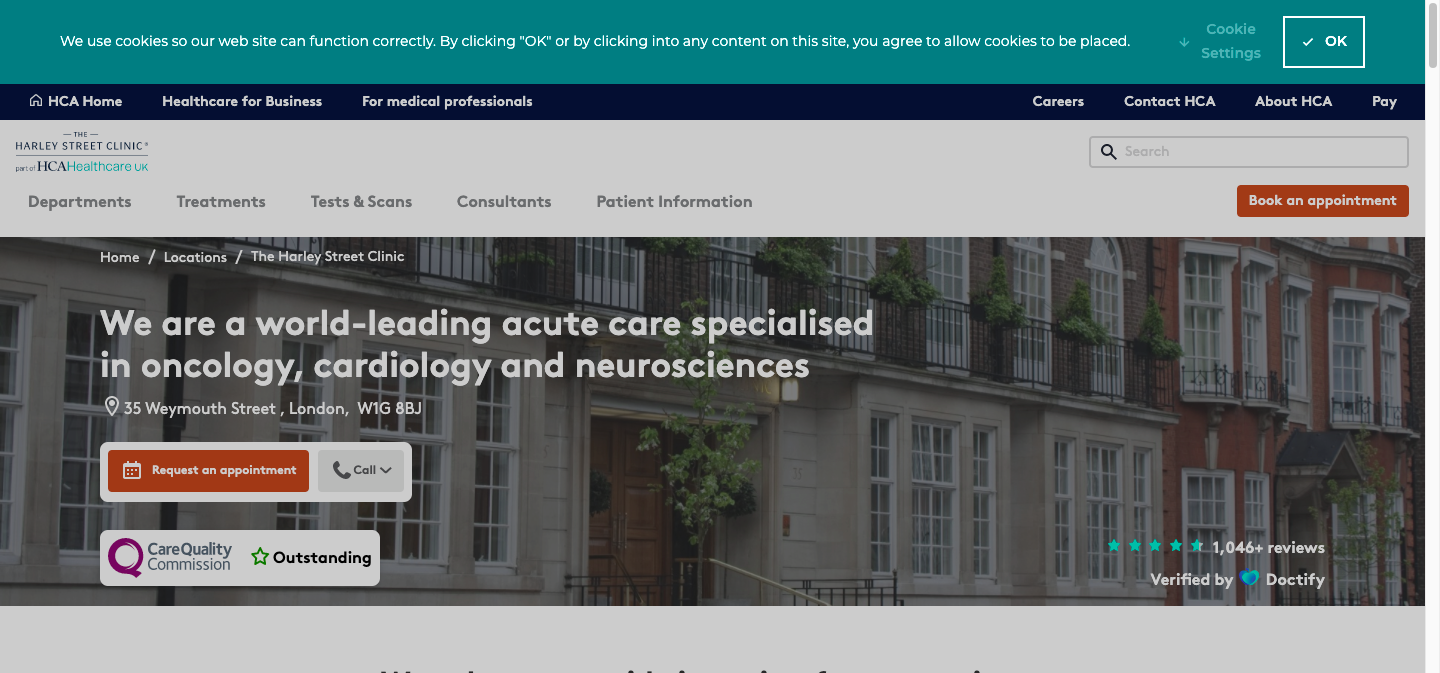 We use cookies so our web site can function correctly. By clicking "OK" or by clicking into any content on this site, you agree to allow cookies to be placed.
Cookie
Settings
OK
HCA Home Healthcare for Business For medical professionals Careers Contact HCA About HCA Pay
THE
HARLEY STREET CLINIC®
part of HCAHealthcare UK
Search
Departments Treatments Tests & Scans Consultants Patient Information Book an appointment
Home / Locations / The Harley Street Clinic
We are a world-leading acute care specialised
in oncology, cardiology and neurosciences
35 Weymouth Street , London, W1G 8BJ
Request an appointment Call
CareQuality
Commission
Outstanding
1,046+ reviews
Verified by Doctify